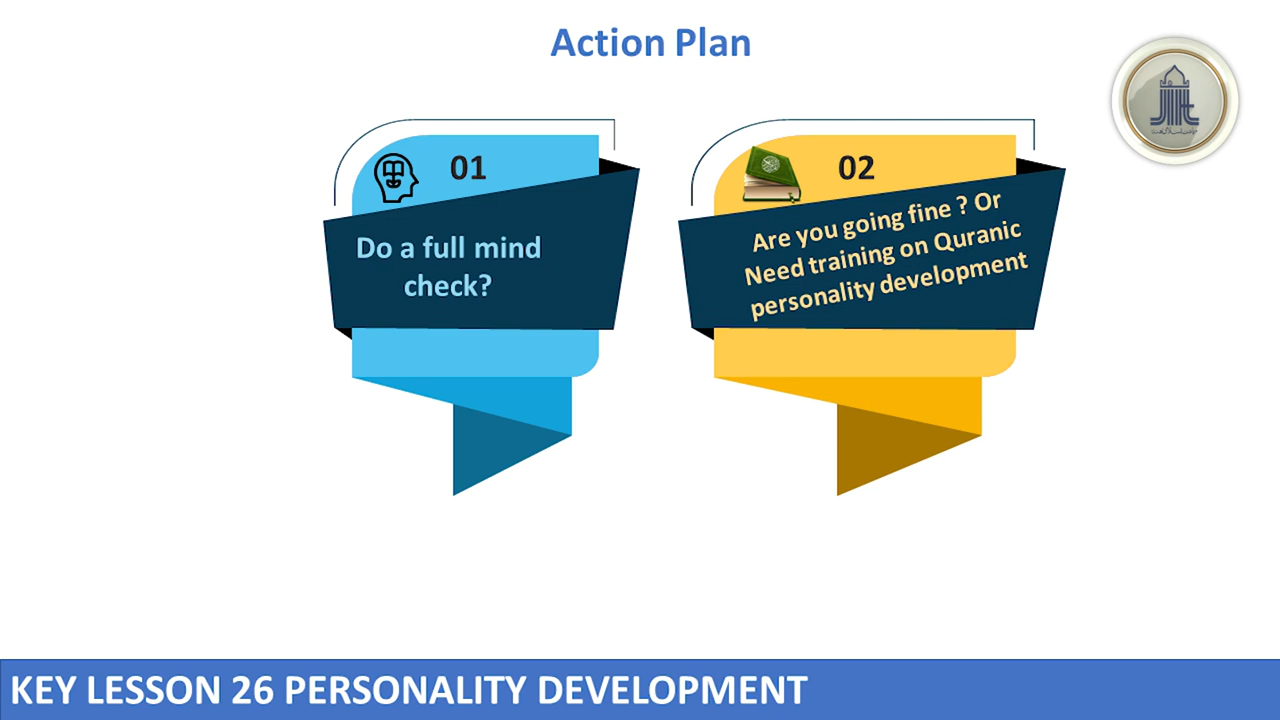 Action Plan
01
Do a full mind
check?
02
Are you going fine ? Or
Need training on Quranic
personality development
KEY LESSON 26 PERSONALITY DEVELOPMENT